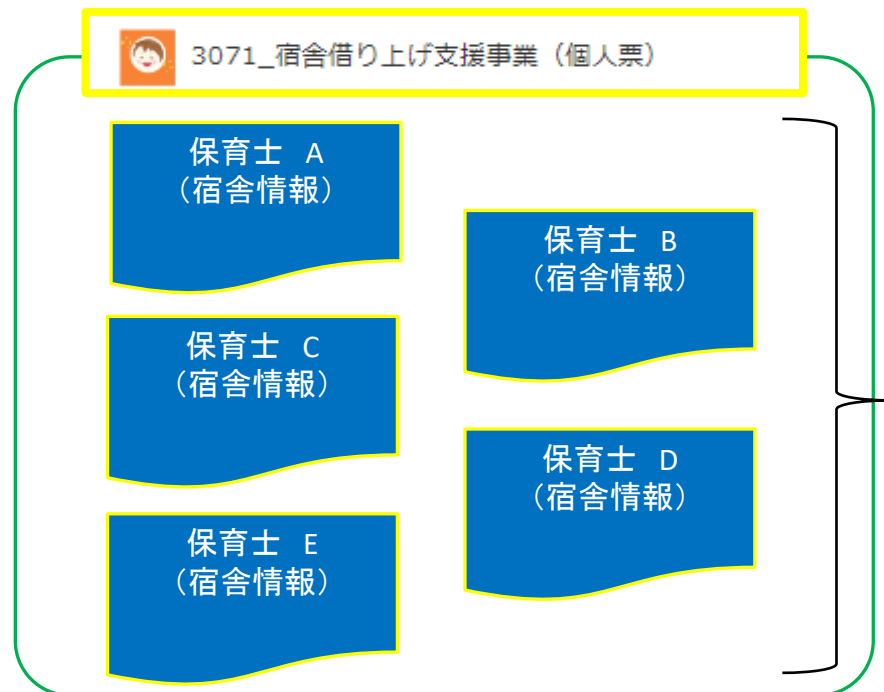 3071_宿舎借り上げ支援事業（個人票）
保育士 A
（宿舎情報）
保育士 B
（宿舎情報）
保育士 C
（宿舎情報）
保育士 D
（宿舎情報）
保育士 E
（宿舎情報）